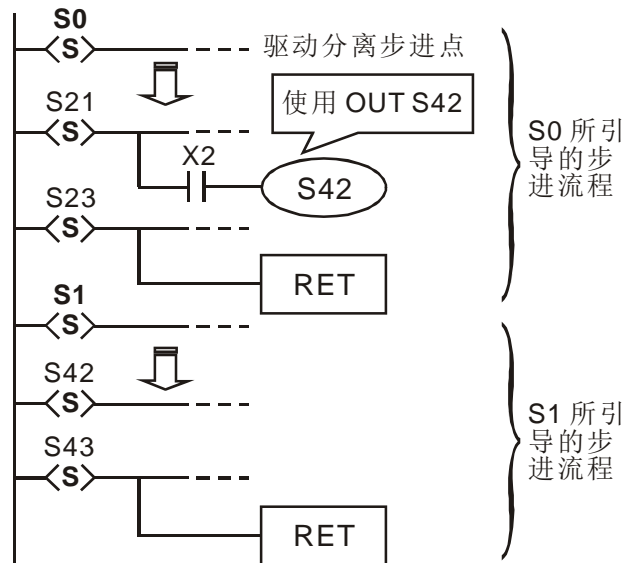 S0
S
驱动分离步进点
S21
S
使用 OUT S42
X2
S42
S23
S
RET
S0 所引
导的步
进流程
S1
S
S42
S
S43
S
RET
S1 所引
导的步
进流程